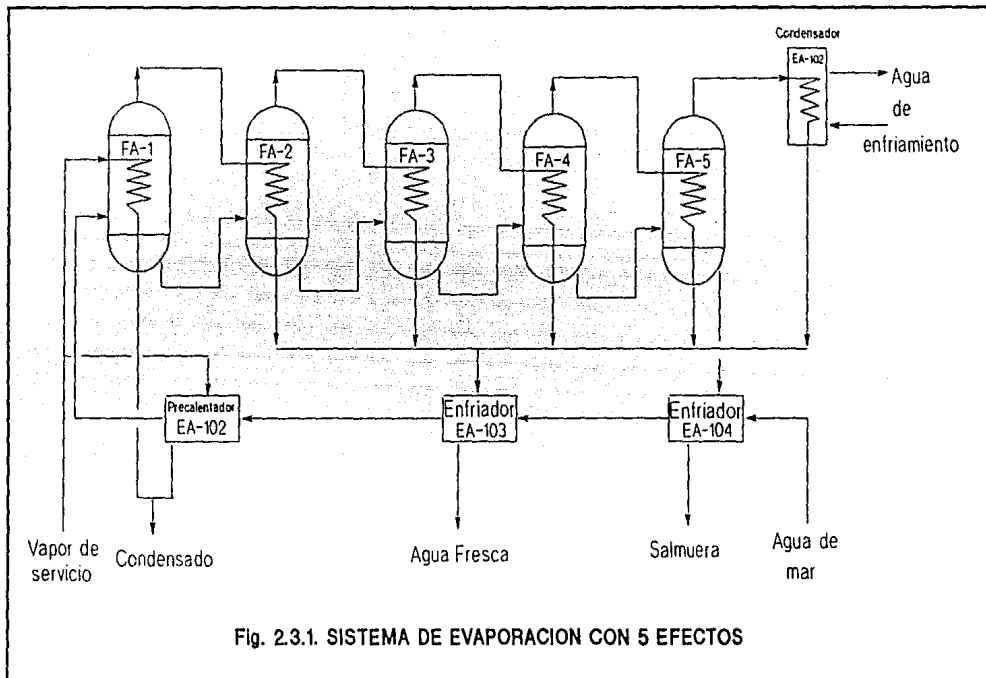 Condensador
EA-102
Agua
de
enfriamiento
FA-1
FA-2
FA-3
FA-4
FA-5
Precalentador
EA-102
Enfriador
EA-103
Enfriador
EA-104
Vapor de
servicio
Condensado
Agua Fresca
Salmuera
Agua de
mar
Fig. 2.3.1. SISTEMA DE EVAPORACION CON 5 EFECTOS